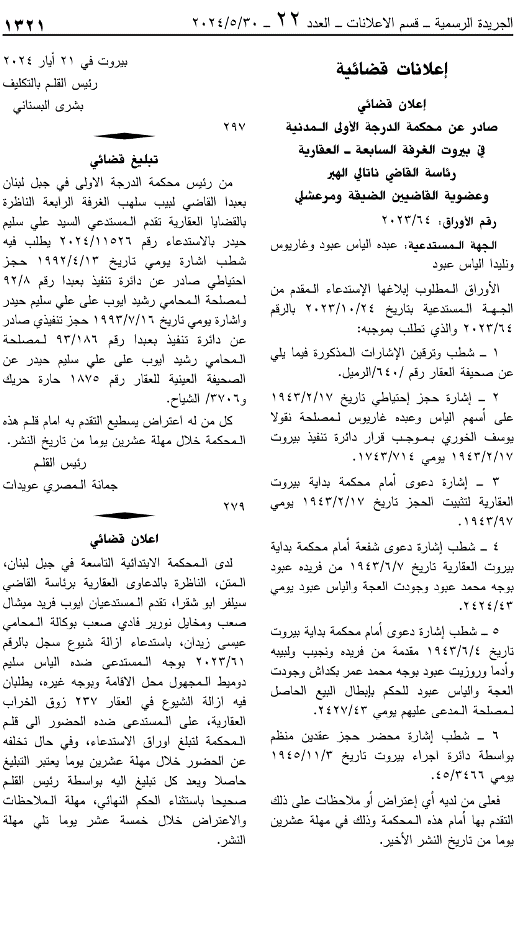 الجريدة الرسمية ــ قسم الاعلانات ــ العدد ٢٢ ــ ٢٠٢٤/٥/٣٠
١٣٢١
إعلانات قضائية
إعلان قضائي
صادر عن محكمة الدرجة الأولى المدنية
في بيروت الغرفة السابعة ــ العقارية
رئاسة القاضي ناتالي الهبر
وعضوية القاضيين الضيقة ومرعشلي
رقم الأوراق: ٢٠٢٣/٦٤
الجهة المستدعية: عبده الياس عبود وغاريوس
ونليدا الياس عبود
الأوراق المطلوب إبلاغها الإستدعاء المقدم من
الجهة المستدعية بتاريخ ٢٠٢٣/١٠/٢٤ بالرقم
٢٠٢٣/٦٤ والذي نطلب بموجبه:
١ ــ شطب وترقين الإشارات المذكورة فيما يلي
عن صحيفة العقار رقم /٦٤٠/الرميل.
٢ ــ إشارة حجز إحتياطي تاريخ ١٩٤٣/٢/١٧
على أسهم الياس وعبده غاريوس لمصلحة نقولا
يوسف الخوري بموجب قرار دائرة تنفيذ بيروت
١٩٤٣/٢/١٧ يومي ١٧٤٣/٧١٤.
٣ ــ إشارة دعوى أمام محكمة بداية بيروت
العقارية لتثبيت الحجز تاريخ ١٩٤٣/٢/١٧ يومي
١٩٤٣/٩٧.
٤ ــ شطب إشارة دعوى شفعة أمام محكمة بداية
بيروت العقارية تاريخ ١٩٤٣/٦/٧ من فريده عبود
بوجه محمد عبود وجودت العجة والياس عبود يومي
٢٤٢٤/٤٣.
٥ ــ شطب إشارة دعوى أمام محكمة بداية بيروت
تاريخ ١٩٤٣/٦/٤ مقدمة من فريده ونجيب ولبيبه
وأدما وروزيت عبود بوجه محمد عمر بكداش وجودت
العجة والياس عبود للحكم بإبطال البيع الحاصل
لمصلحة المدعى عليهم يومي ٢٤٢٧/٤٣.
٦ ــ شطب إشارة محضر حجز عقدين منظم
بواسطة دائرة اجراء بيروت تاريخ ١٩٤٥/١١/٣
يومي ٤٥/٣٤٦٦.
فعلى من لديه أي إعتراض أو ملاحظات على ذلك
التقدم بها أمام هذه المحكمة وذلك في مهلة عشرين
يوما من تاريخ النشر الأخير.
بيروت في ٢١ أيار ٢٠٢٤
رئيس القلم بالتكليف
بشرى البستاني
٢٩٧
تبليغ قضائي
من رئيس محكمة الدرجة الاولى في جبل لبنان
بعبدا القاضي لبيب سلهب الغرفة الرابعة الناظرة
بالقضايا العقارية تقدم المستدعي السيد علي سليم
حيدر بالاستدعاء رقم ٢٠٢٤/١١٥٢٦ يطلب فيه
شطب اشارة يومي تاريخ ١٩٩٢/٤/١٣ حجز
احتياطي صادر عن دائرة تنفيذ بعبدا رقم ٩٢/٨
لمصلحة المحامي رشيد ايوب على علي سليم حيدر
واشارة يومي تاريخ ١٩٩٣/٧/١٦ حجز تنفيذي صادر
عن دائرة تنفيذ بعبدا رقم ٩٣/١٨٦ لمصلحة
المحامي رشيد ايوب على علي سليم حيدر عن
الصحيفة العينية للعقار رقم ١٨٧٥ حارة حريك
و٣٧٠٦/ الشياح.
كل من له اعتراض يسطيع التقدم به امام قلم هذه
المحكمة خلال مهلة عشرين يوما من تاريخ النشر.
رئيس القلم
جمانة المصري عويدات
٢٧٩
اعلان قضائي
لدى المحكمة الابتدائية التاسعة في جبل لبنان،
المتن، الناظرة بالدعاوى العقارية برئاسة القاضي
سيلفر ابو شقرا، تقدم المستدعيان ايوب فريد ميشال
صعب ومخايل نوربر فادي صعب بوكالة المحامي
عيسى زيدان، باستدعاء ازالة شيوع سجل بالرقم
٢٠٢٣/٦١ بوجه المستدعى ضده الياس سليم
دوميط المجهول محل الاقامة وبوجه غيره، يطلبان
فيه ازالة الشيوع في العقار ٢٣٧ زوق الخراب
العقارية، على المستدعى ضده الحضور الى قلم
المحكمة لتبلغ اوراق الاستدعاء، وفي حال تخلفه
عن الحضور خلال مهلة عشرين يوما يعتبر التبليغ
حاصلا ويعد كل تبليغ اليه بواسطة رئيس القلم
صحيحا باستثناء الحكم النهائي، مهلة الملاحظات
والاعتراض خلال خمسة عشر يوما تلي مهلة
النشر.